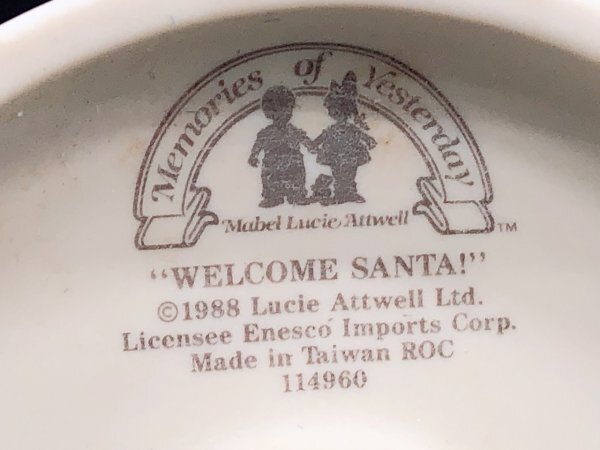 Memories of Yesterday
Mabel Lucie Attwell
TM
"WELCOME SANTA!"
©1988 Lucie Attwell Ltd.
Licensee Enesco Imports Corp.
Made in Taiwan ROC
114960